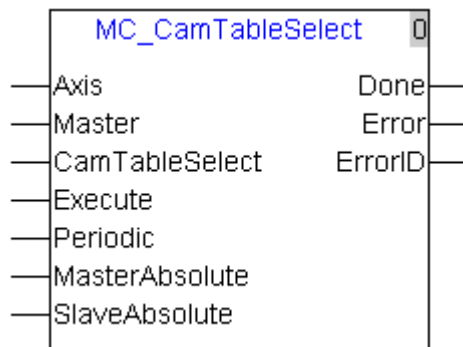 MC_CamTableSelect 0
Axis Done
Master Error
CamTableSelect ErrorID
Execute
Periodic
MasterAbsolute
SlaveAbsolute